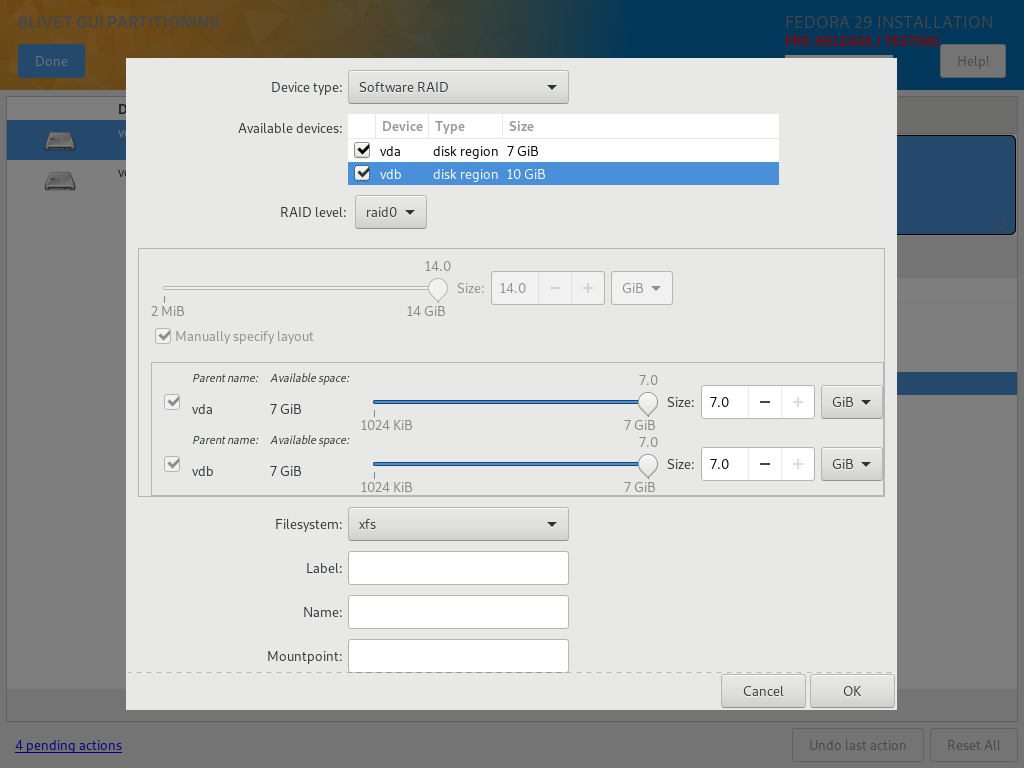 BLIVET GUI PARTITIONING
FEDORA 29 INSTALLATION
PRE-RELEASE / TESTING
Done
Help!
Device type: Software RAID
Available devices:
Device Type Size
vda disk region 7 GiB
vdb disk region 10 GiB
RAID level: raid0
14.0
Size: 14.0 GiB
2 MiB 14 GiB
Manually specify layout
Parent name: Available space: 7.0
vda 7 GiB Size: 7.0 GiB
1024 KiB 7 GiB
Parent name: Available space: 7.0
vdb 7 GiB Size: 7.0 GiB
1024 KiB 7 GiB
Filesystem: xfs
Label:
Name:
Mountpoint:
Cancel OK
4 pending actions
Undo last action Reset All